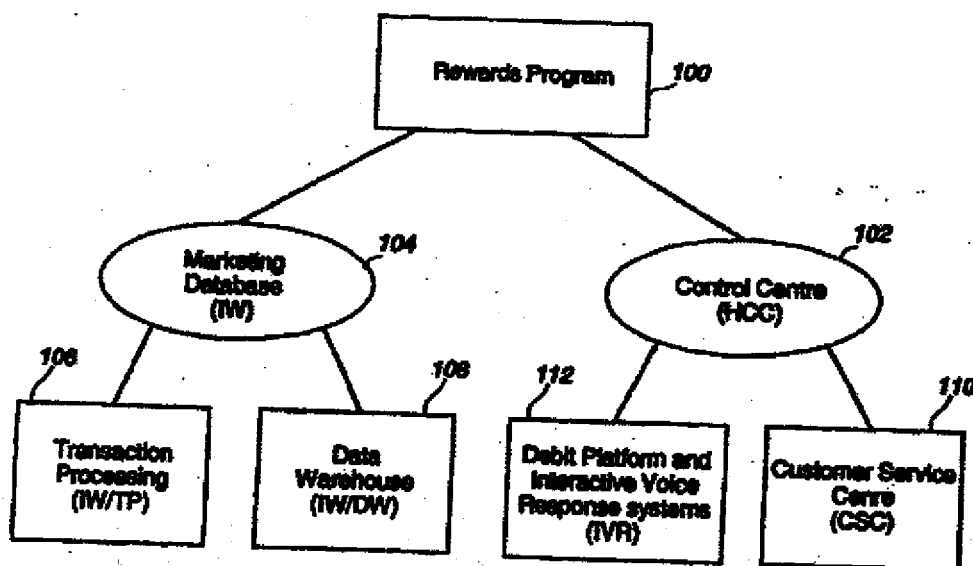 Rewards Program
100
Marketing
Database
(IW)
104
Control Centre
(HCC)
102
106
Transaction
Processing
(IW/TP)
108
Data
Warehouse
(IW/DW)
112
Debit Platform and
Interactive Voice
Response systems
(IVR)
110
Customer Service
Cenre
(CSC)